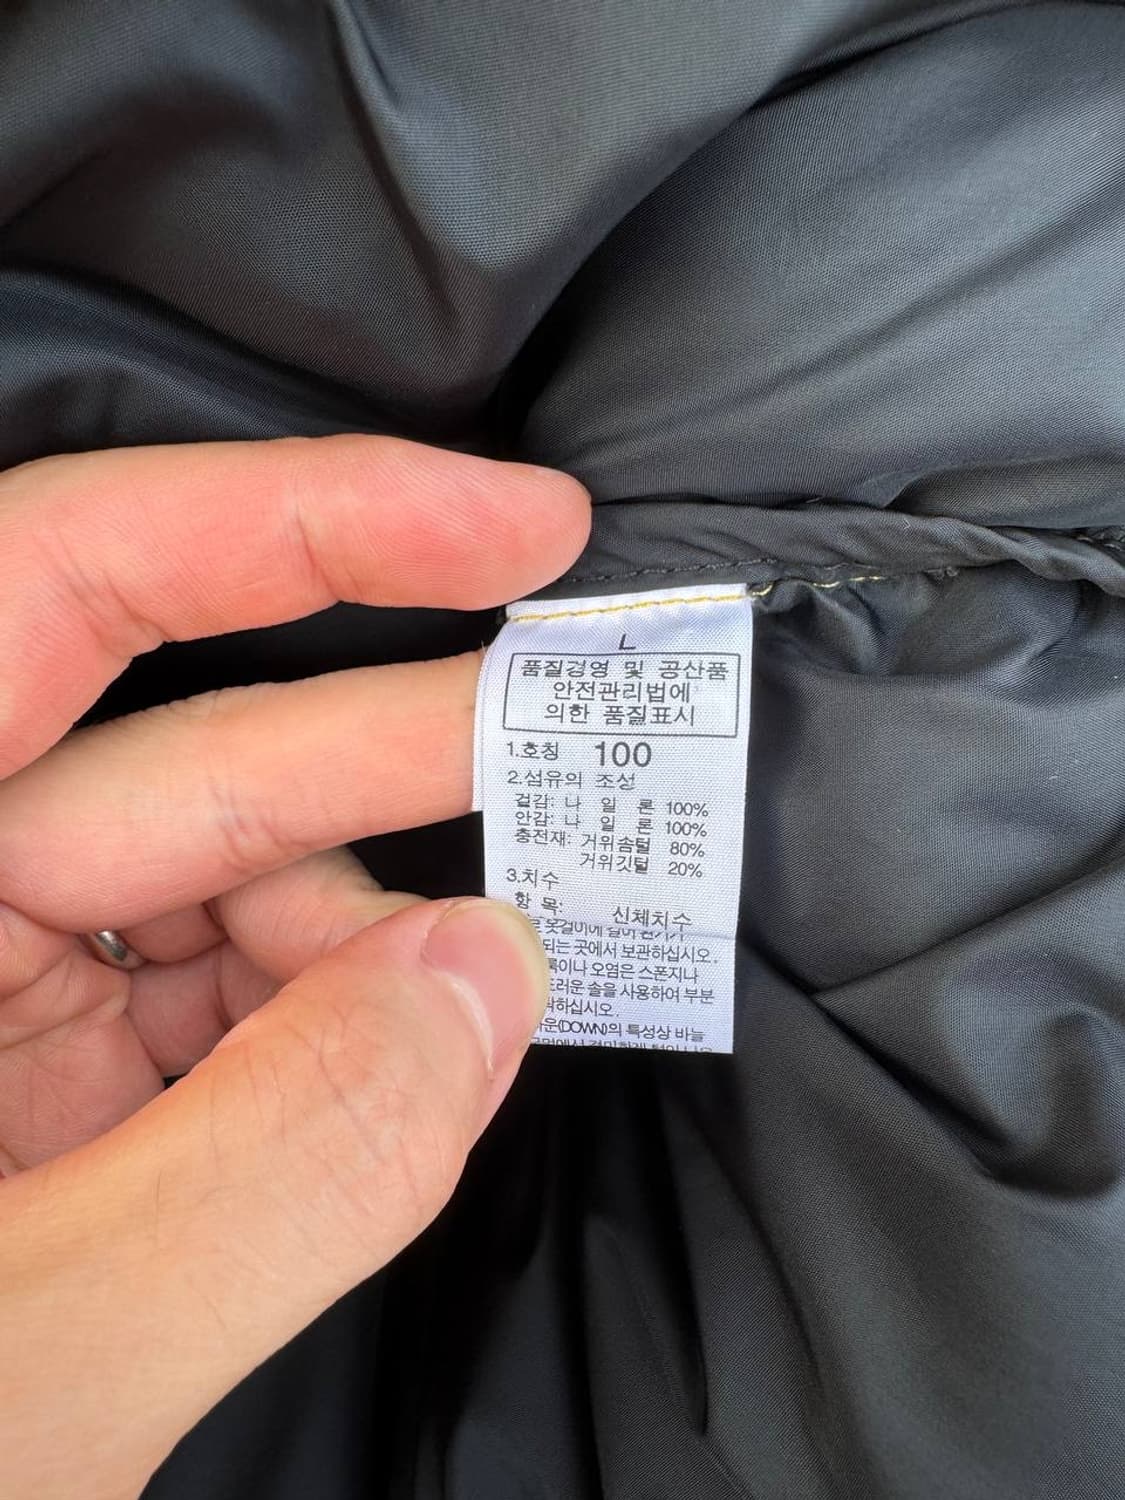 L
품질경영 및 공산품
안전관리법에
의한 품질표시
1.호칭 100
2.섬유의 조성
겉감: 나 일 론 100%
안감: 나 일 론 100%
충전재: 거위솜털 80%
거위깃털 20%
3.치수
항 목: 신체치수
옷걸이에 걸어
되는 곳에서 보관하십시오.
오염은 스폰지나
솔을 사용하여 부분
(DOWN)의 특성상 바늘